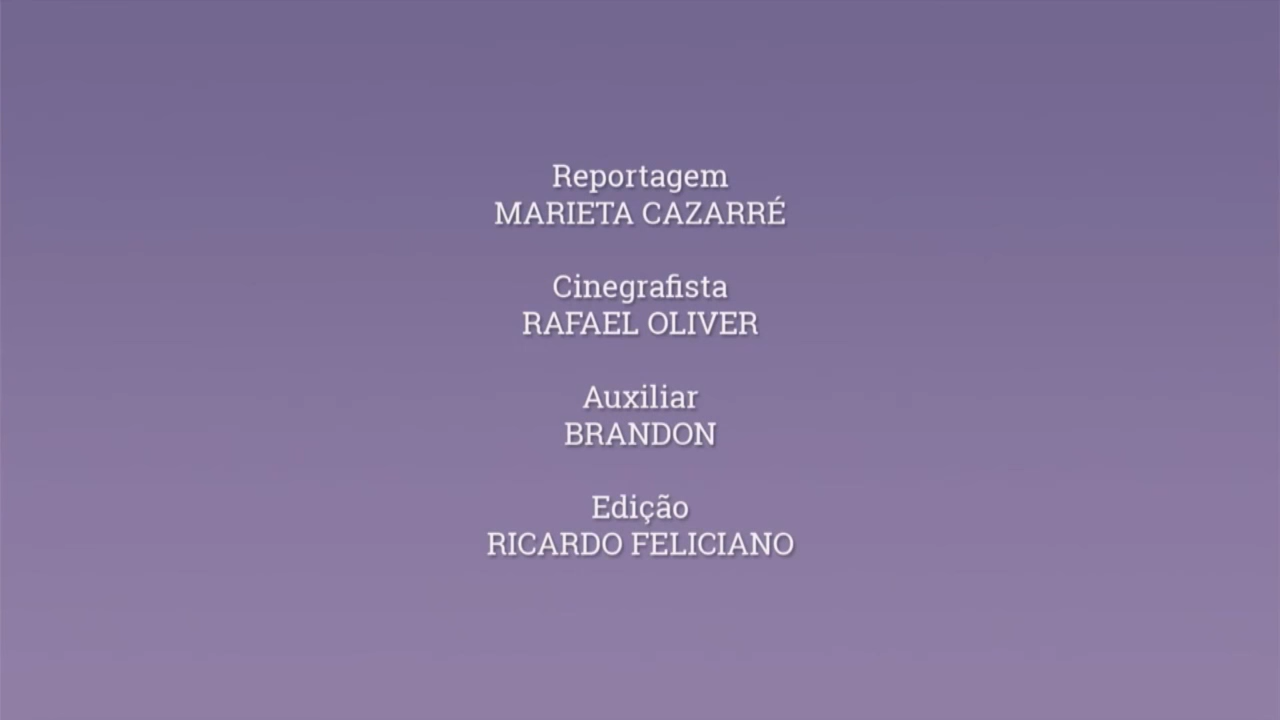 Reportagem
MARIETA CAZARRÉ
Cinegrafista
RAFAEL OLIVER
Auxiliar
BRANDON
Edição
RICARDO FELICIANO